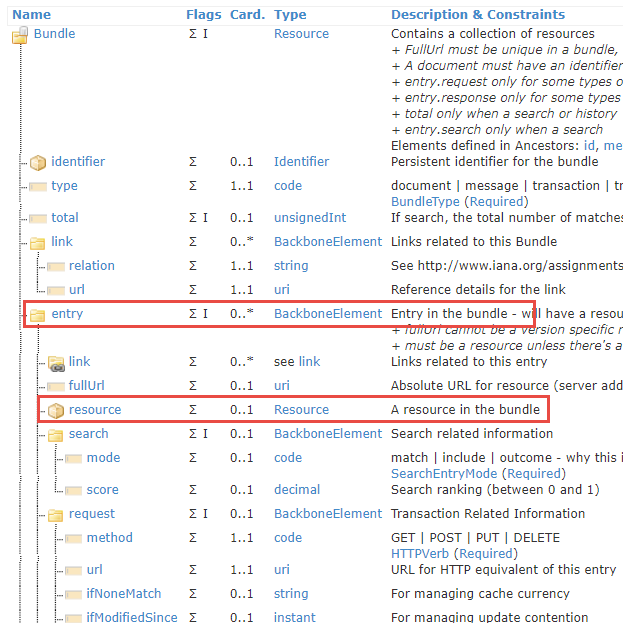 Name Flags Card. Type Description & Constraints
Bundle Σ I Resource Contains a collection of resources
+ FullUrl must be unique in a bundle,
+ A document must have an identifier
+ entry.request only for some types o
+ entry.response only for some types
+ total only when a search or history
+ entry.search only when a search
Elements defined in Ancestors: id, me
identifier Σ 0..1 Identifier Persistent identifier for the bundle
type Σ 1..1 code document | message | transaction | tr
BundleType (Required)
total Σ I 0..1 unsignedInt If search, the total number of matches
link Σ 0..* BackboneElement Links related to this Bundle
relation Σ 1..1 string See http://www.iana.org/assignments
url Σ 1..1 uri Reference details for the link
entry Σ I 0..* BackboneElement Entry in the bundle - will have a resou
+ fullUrl cannot be a version specific r
+ must be a resource unless there's a
link Σ 0..* see link Links related to this entry
fullUrl Σ 0..1 uri Absolute URL for resource (server add
resource Σ 0..1 Resource A resource in the bundle
search Σ I 0..1 BackboneElement Search related information
mode Σ 0..1 code match | include | outcome - why this i
SearchEntryMode (Required)
score Σ 0..1 decimal Search ranking (between 0 and 1)
request Σ I 0..1 BackboneElement Transaction Related Information
method Σ 1..1 code GET | POST | PUT | DELETE
HTTPVerb (Required)
url Σ 1..1 uri URL for HTTP equivalent of this entry
ifNoneMatch Σ 0..1 string For managing cache currency
ifModifiedSince Σ 0..1 instant For managing update contention